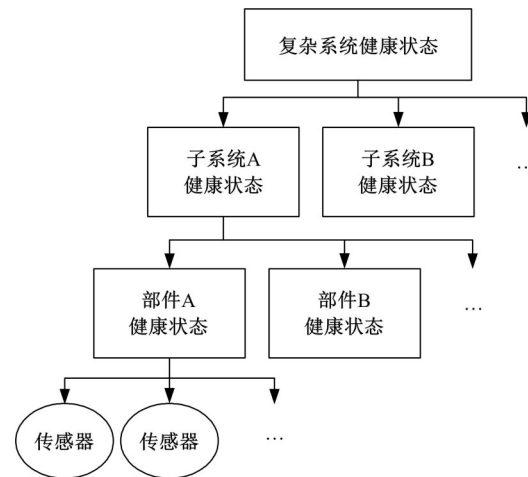 复杂系统健康状态
子系统A
健康状态
子系统B
健康状态
…
部件A
健康状态
部件B
健康状态
…
传感器
传感器
…